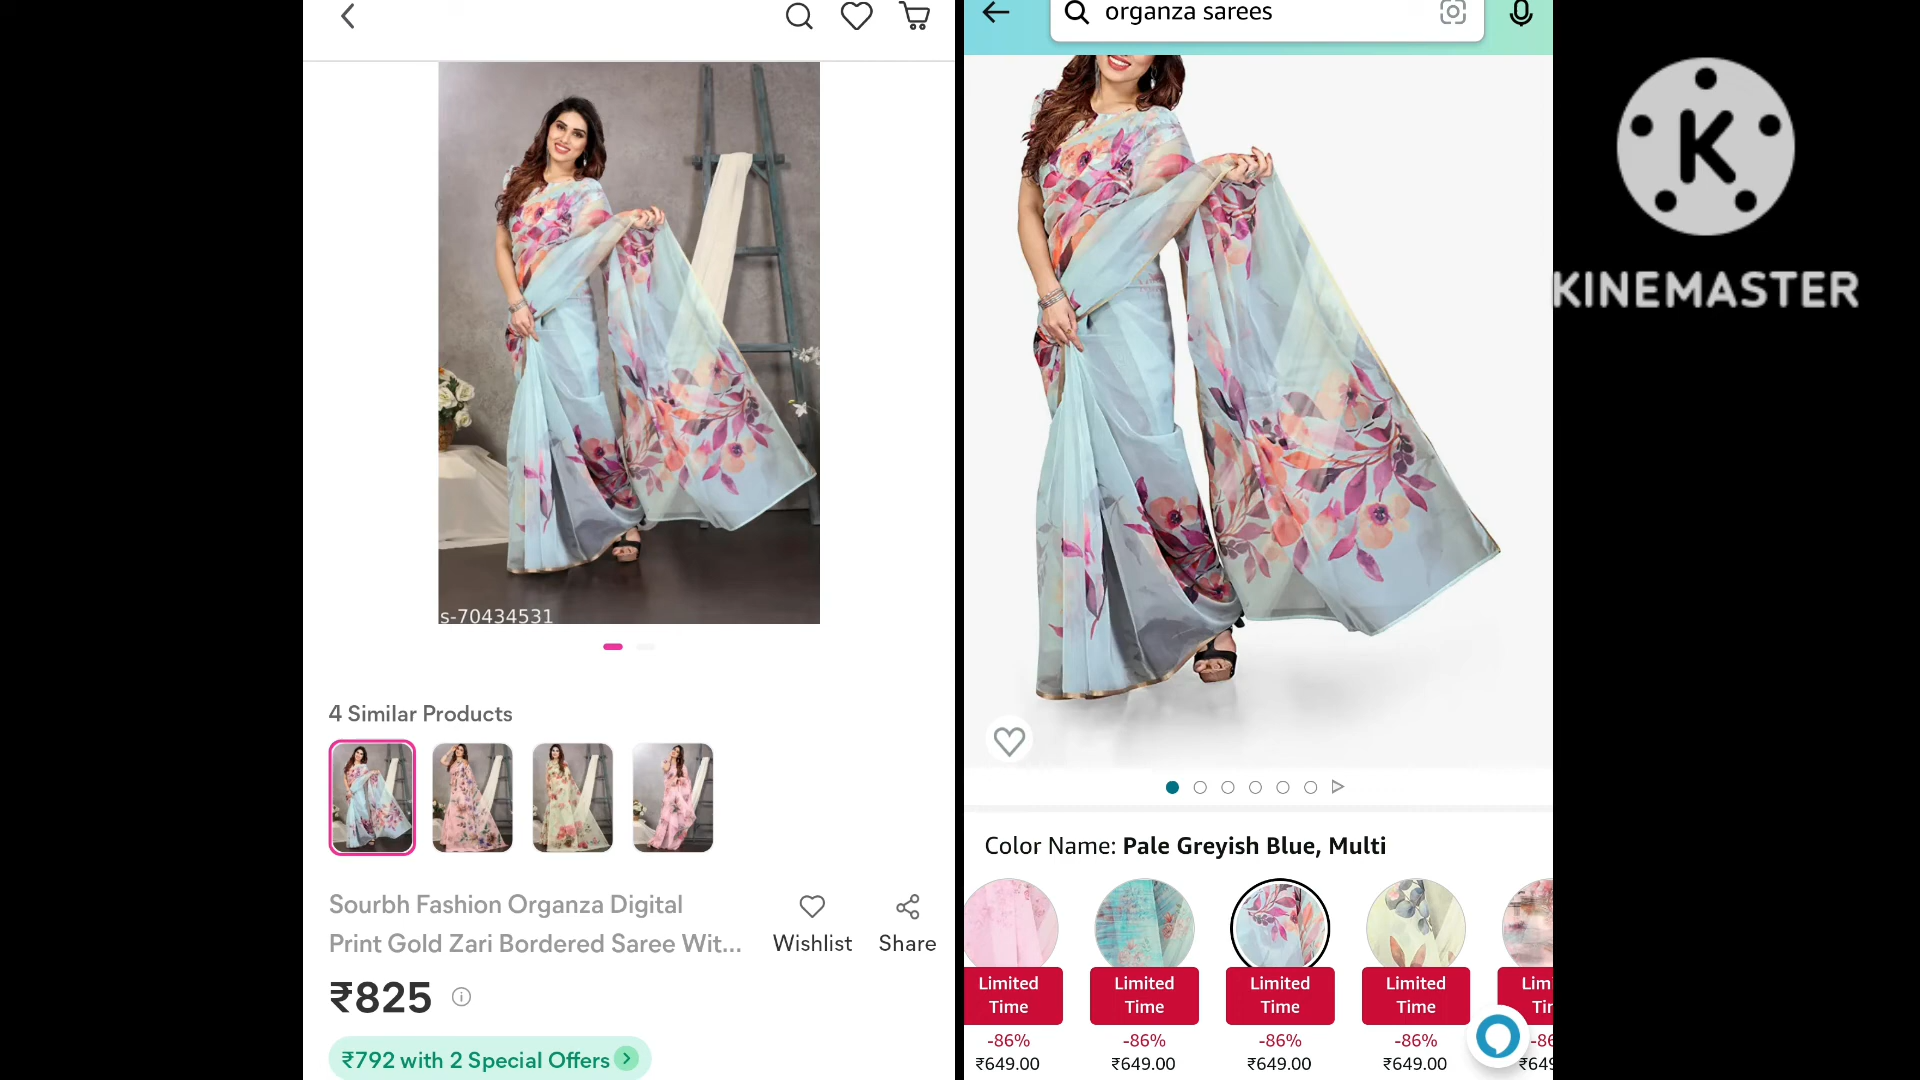 organza sarees
K
KINEMASTER
s-70434531
4 Similar Products
Sourbh Fashion Organza Digital
Print Gold Zari Bordered Saree Wit...
Wishlist
Share
₹825
₹792 with 2 Special Offers
Color Name: Pale Greyish Blue, Multi
Limited Time
Limited Time
Limited Time
Limited Time
-86%
-86%
-86%
-86%
₹649.00
₹649.00
₹649.00
₹649.00